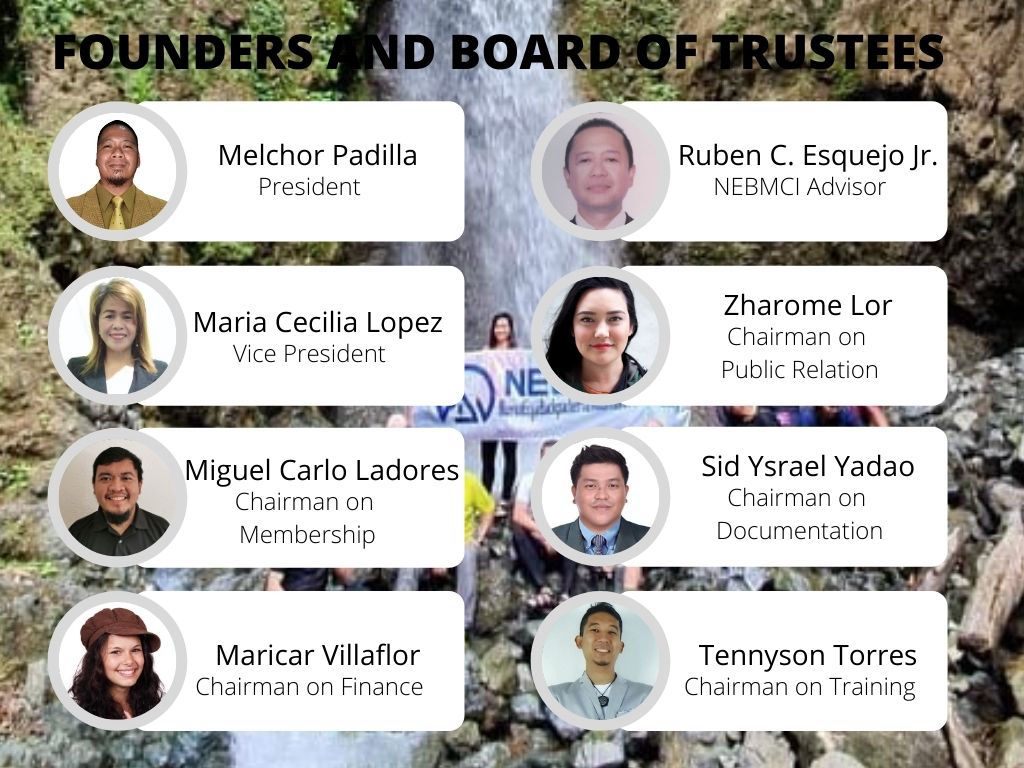 FOUNDERS AND BOARD OF TRUSTEES
Melchor Padilla
President
Ruben C. Esquejo Jr.
NEBMCI Advisor
Maria Cecilia Lopez
Vice President
Zharome Lor
Chairman on
Public Relation
NE
Miguel Carlo Ladores
Chairman on
Membership
Sid Ysrael Yadao
Chairman on
Documentation
Maricar Villaflor
Chairman on Finance
Tennyson Torres
Chairman on Training